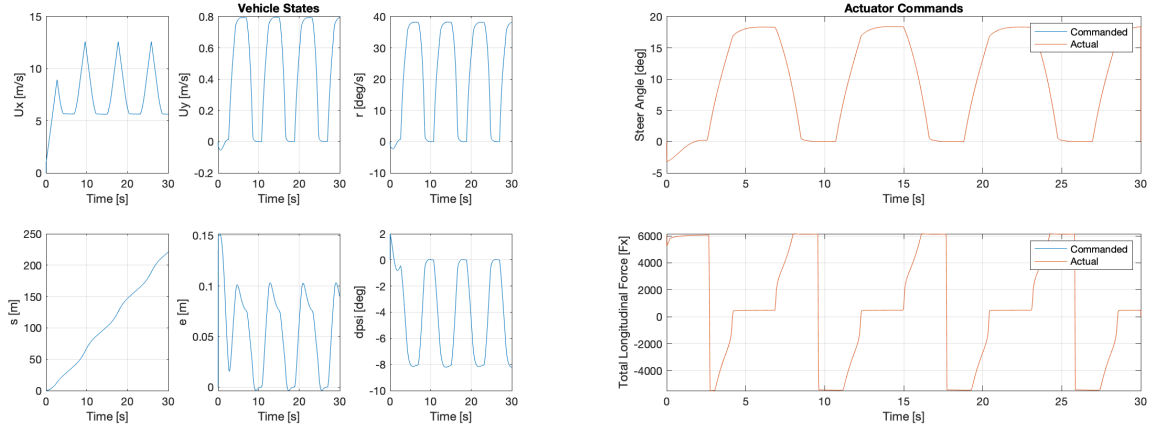 Vehicle States
15
10
5
0
Ux [m/s]
0 10 20 30
Time [s]
0.8
0.6
0.4
0.2
0
-0.2
Uy [m/s]
0 10 20 30
Time [s]
40
30
20
10
0
-10
r [deg/s]
0 10 20 30
Time [s]
250
200
150
100
50
0
s [m]
0 10 20 30
Time [s]
0.15
0.1
0.05
0
e [m]
0 10 20 30
Time [s]
2
0
-2
-4
-6
-8
-10
dpsi [deg]
0 10 20 30
Time [s]
Actuator Commands
20
15
10
5
0
-5
Steer Angle [deg]
Commanded
Actual
0 5 10 15 20 25 30
Time [s]
6000
4000
2000
0
-2000
-4000
Total Longitudinal Force [Fx]
Commanded
Actual
0 5 10 15 20 25 30
Time [s]